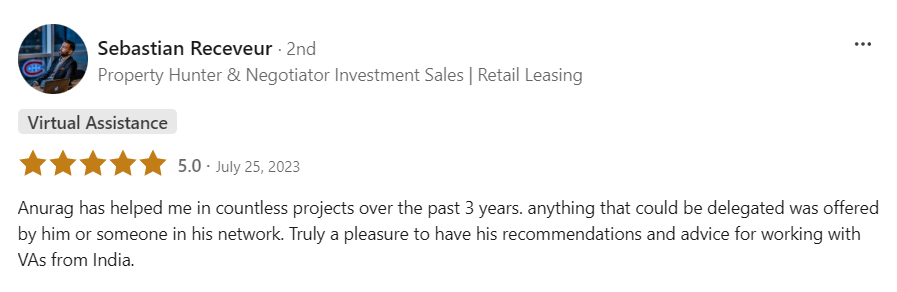 Sebastian Receveur · 2nd
Property Hunter & Negotiator Investment Sales | Retail Leasing
Virtual Assistance
5.0 · July 25, 2023
Anurag has helped me in countless projects over the past 3 years. anything that could be delegated was offered
by him or someone in his network. Truly a pleasure to have his recommendations and advice for working with
VAs from India.